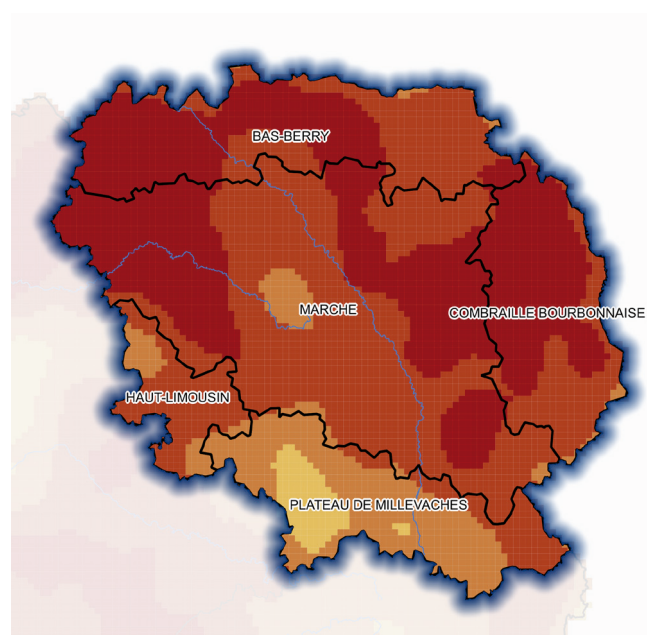 BAS-BERRY
MARCHE
COMBRAILLE BOURBONNAISE
HAUT-LIMOUSIN
PLATEAU DE MILLEVACHES